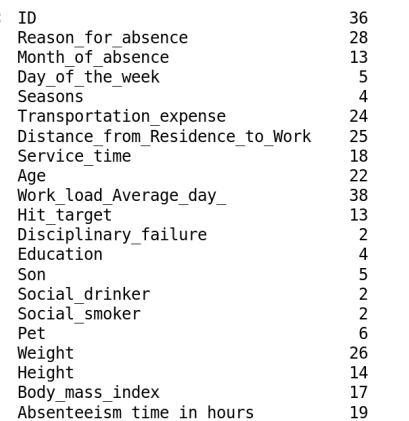 ID 36
Reason_for_absence 28
Month_of_absence 13
Day_of_the_week 5
Seasons 4
Transportation_expense 24
Distance_from_Residence_to_Work 25
Service_time 18
Age 22
Work_load_Average_day_ 38
Hit_target 13
Disciplinary_failure 2
Education 4
Son 5
Social_drinker 2
Social_smoker 2
Pet 6
Weight 26
Height 14
Body_mass_index 17
Absenteeism time in hours 19